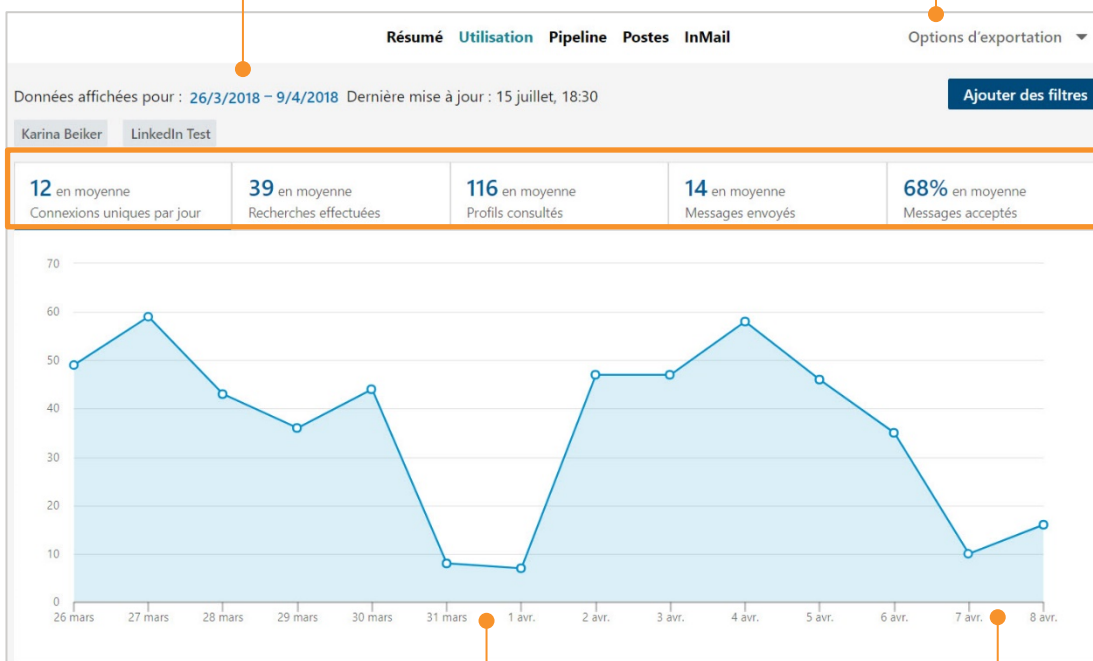 Résumé Utilisation Pipeline Postes InMail Options d'exportation
Données affichées pour : 26/3/2018 – 9/4/2018 Dernière mise à jour : 15 juillet, 18:30 Ajouter des filtres
Karina Beiker LinkedIn Test
12 en moyenne 39 en moyenne 116 en moyenne 14 en moyenne 68% en moyenne
Connexions uniques par jour Recherches effectuées Profils consultés Messages envoyés Messages acceptés
70
60
50
40
30
20
10
0
26 mars 27 mars 28 mars 29 mars 30 mars 31 mars 1 avr. 2 avr. 3 avr. 4 avr. 5 avr. 6 avr. 7 avr. 8 avr.